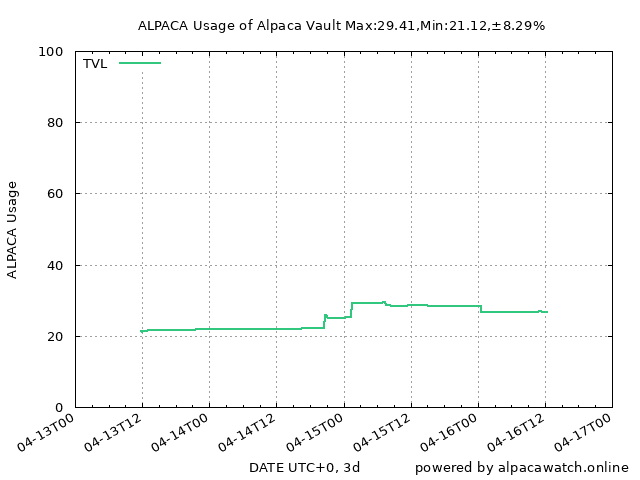 ALPACA Usage of Alpaca Vault Max:29.41,Min:21.12,±8.29%
100
TVL
80
60
ALPACA Usage
40
20
0
04-13T00 04-13T12 04-14T00 04-14T12 04-15T00 04-15T12 04-16T00 04-16T12 04-17T00
DATE UTC+0, 3d powered by alpacawatch.online